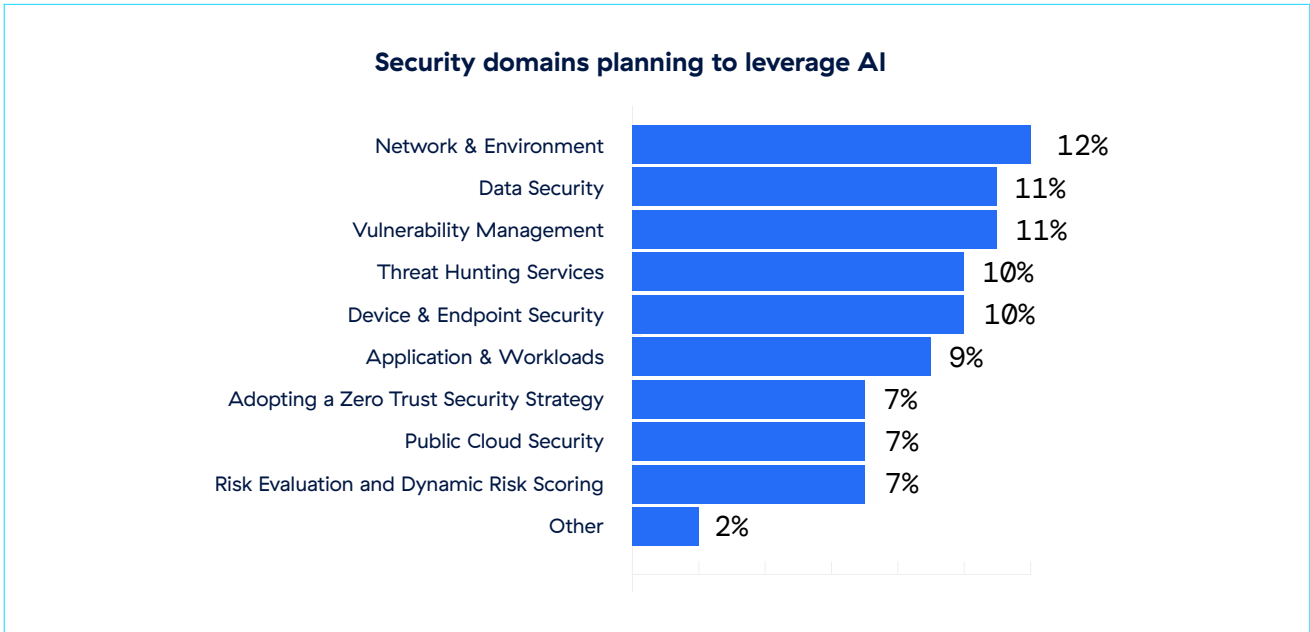 Security domains planning to leverage AI
Network & Environment 12%
Data Security 11%
Vulnerability Management 11%
Threat Hunting Services 10%
Device & Endpoint Security 10%
Application & Workloads 9%
Adopting a Zero Trust Security Strategy 7%
Public Cloud Security 7%
Risk Evaluation and Dynamic Risk Scoring 7%
Other 2%